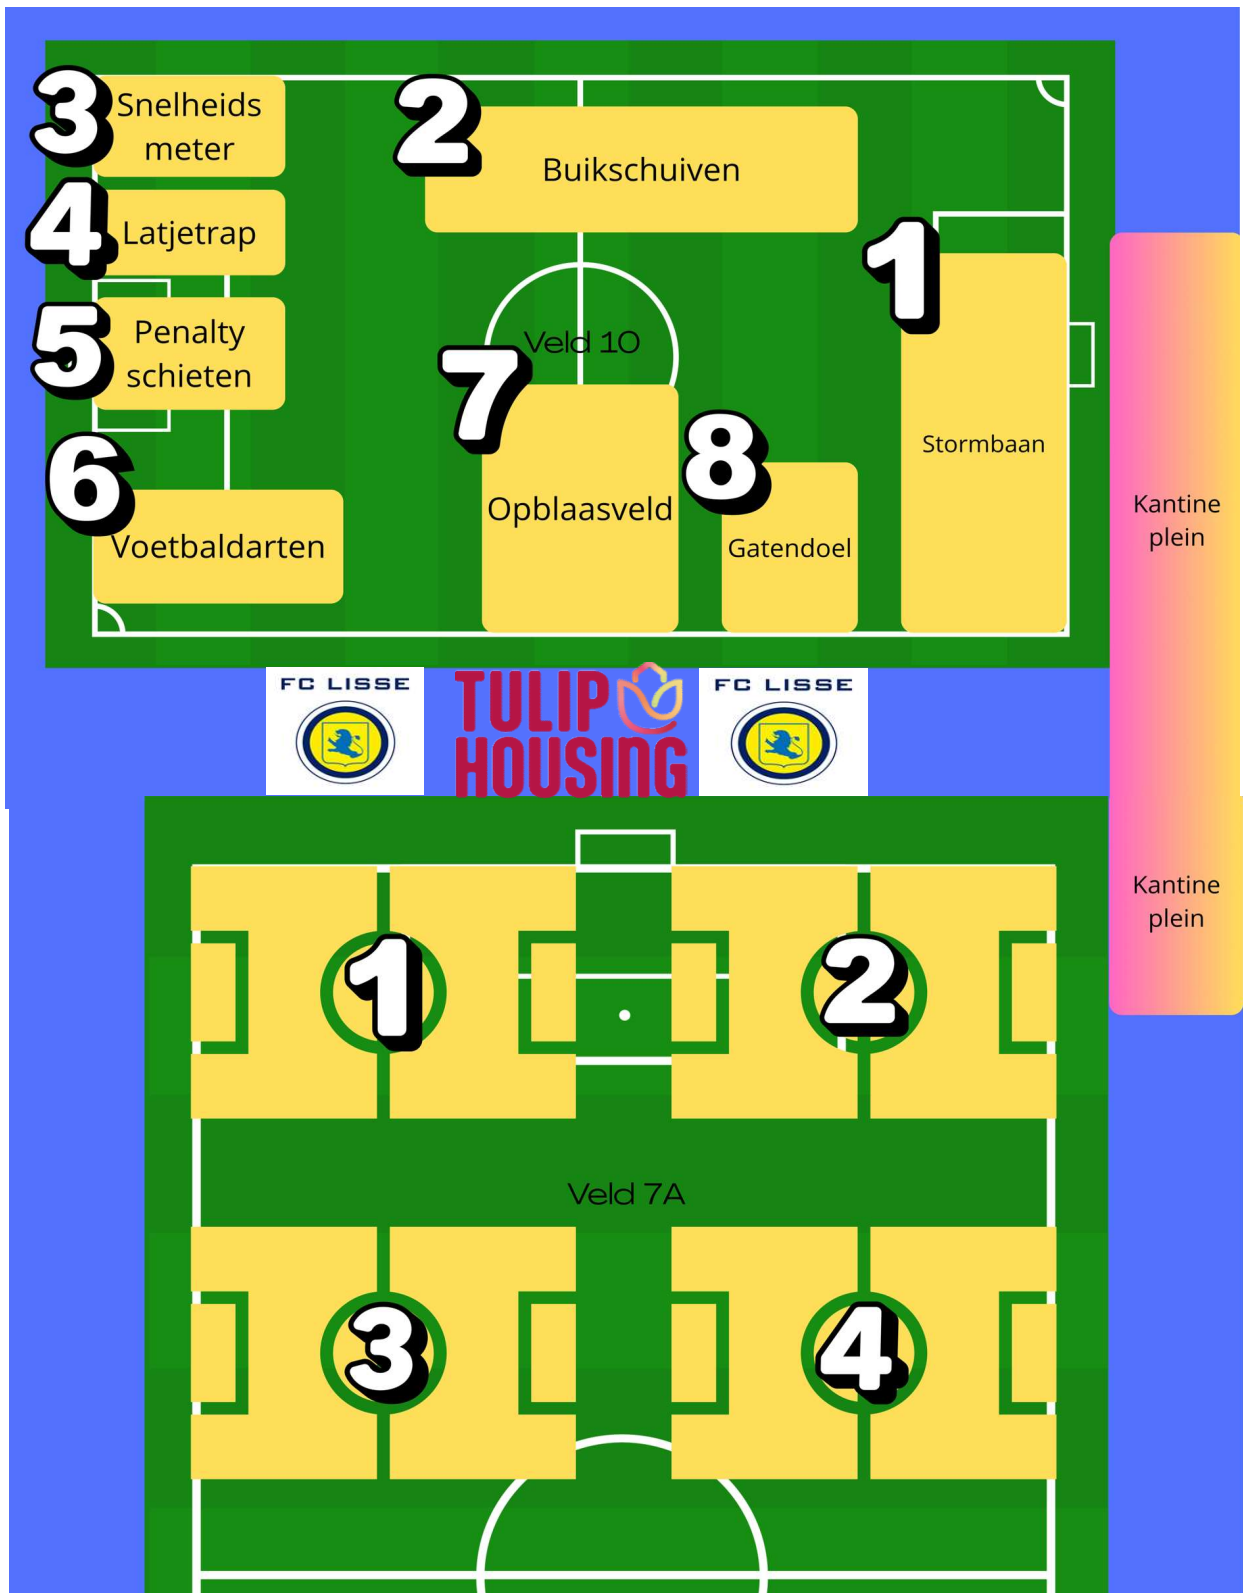 3
Snelheids
meter
2
Buikschuiven
4
Latjetrap
1
Stormbaan
5
Penalty
schieten
Veld 10
7
Opblaasveld
8
Gatendoel
6
Voetbaldarten
Kantine
plein
FC LISSE
TULIP
HOUSING
FC LISSE
Kantine
plein
1
2
Veld 7A
3
4